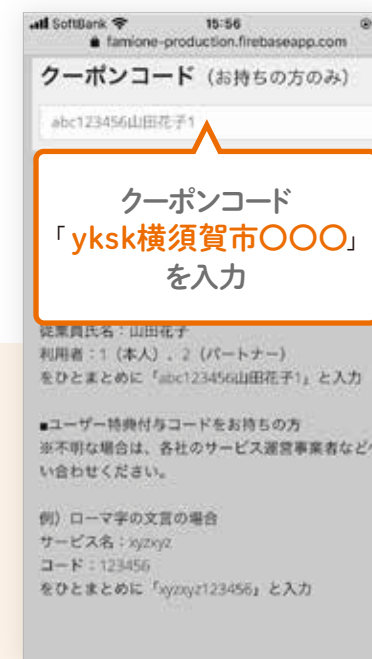 SoftBank 15:56
famione-production.firebaseapp.com
クーポンコード（お持ちの方のみ）
abc123456山田花子1
クーポンコード
「yksk横須賀市〇〇〇」
を入力
従業員氏名：山田花子
利用者：1（本人）、2（パートナー）
をひとまとめに「abc123456山田花子1」と入力
■ユーザー特典付与コードをお持ちの方
※不明な場合は、各社のサービス運営事業者など
い合わせください。
例）ローマ字の文言の場合
サービス名：xyzxyz
コード：123456
をひとまとめに「xyzxyz123456」と入力